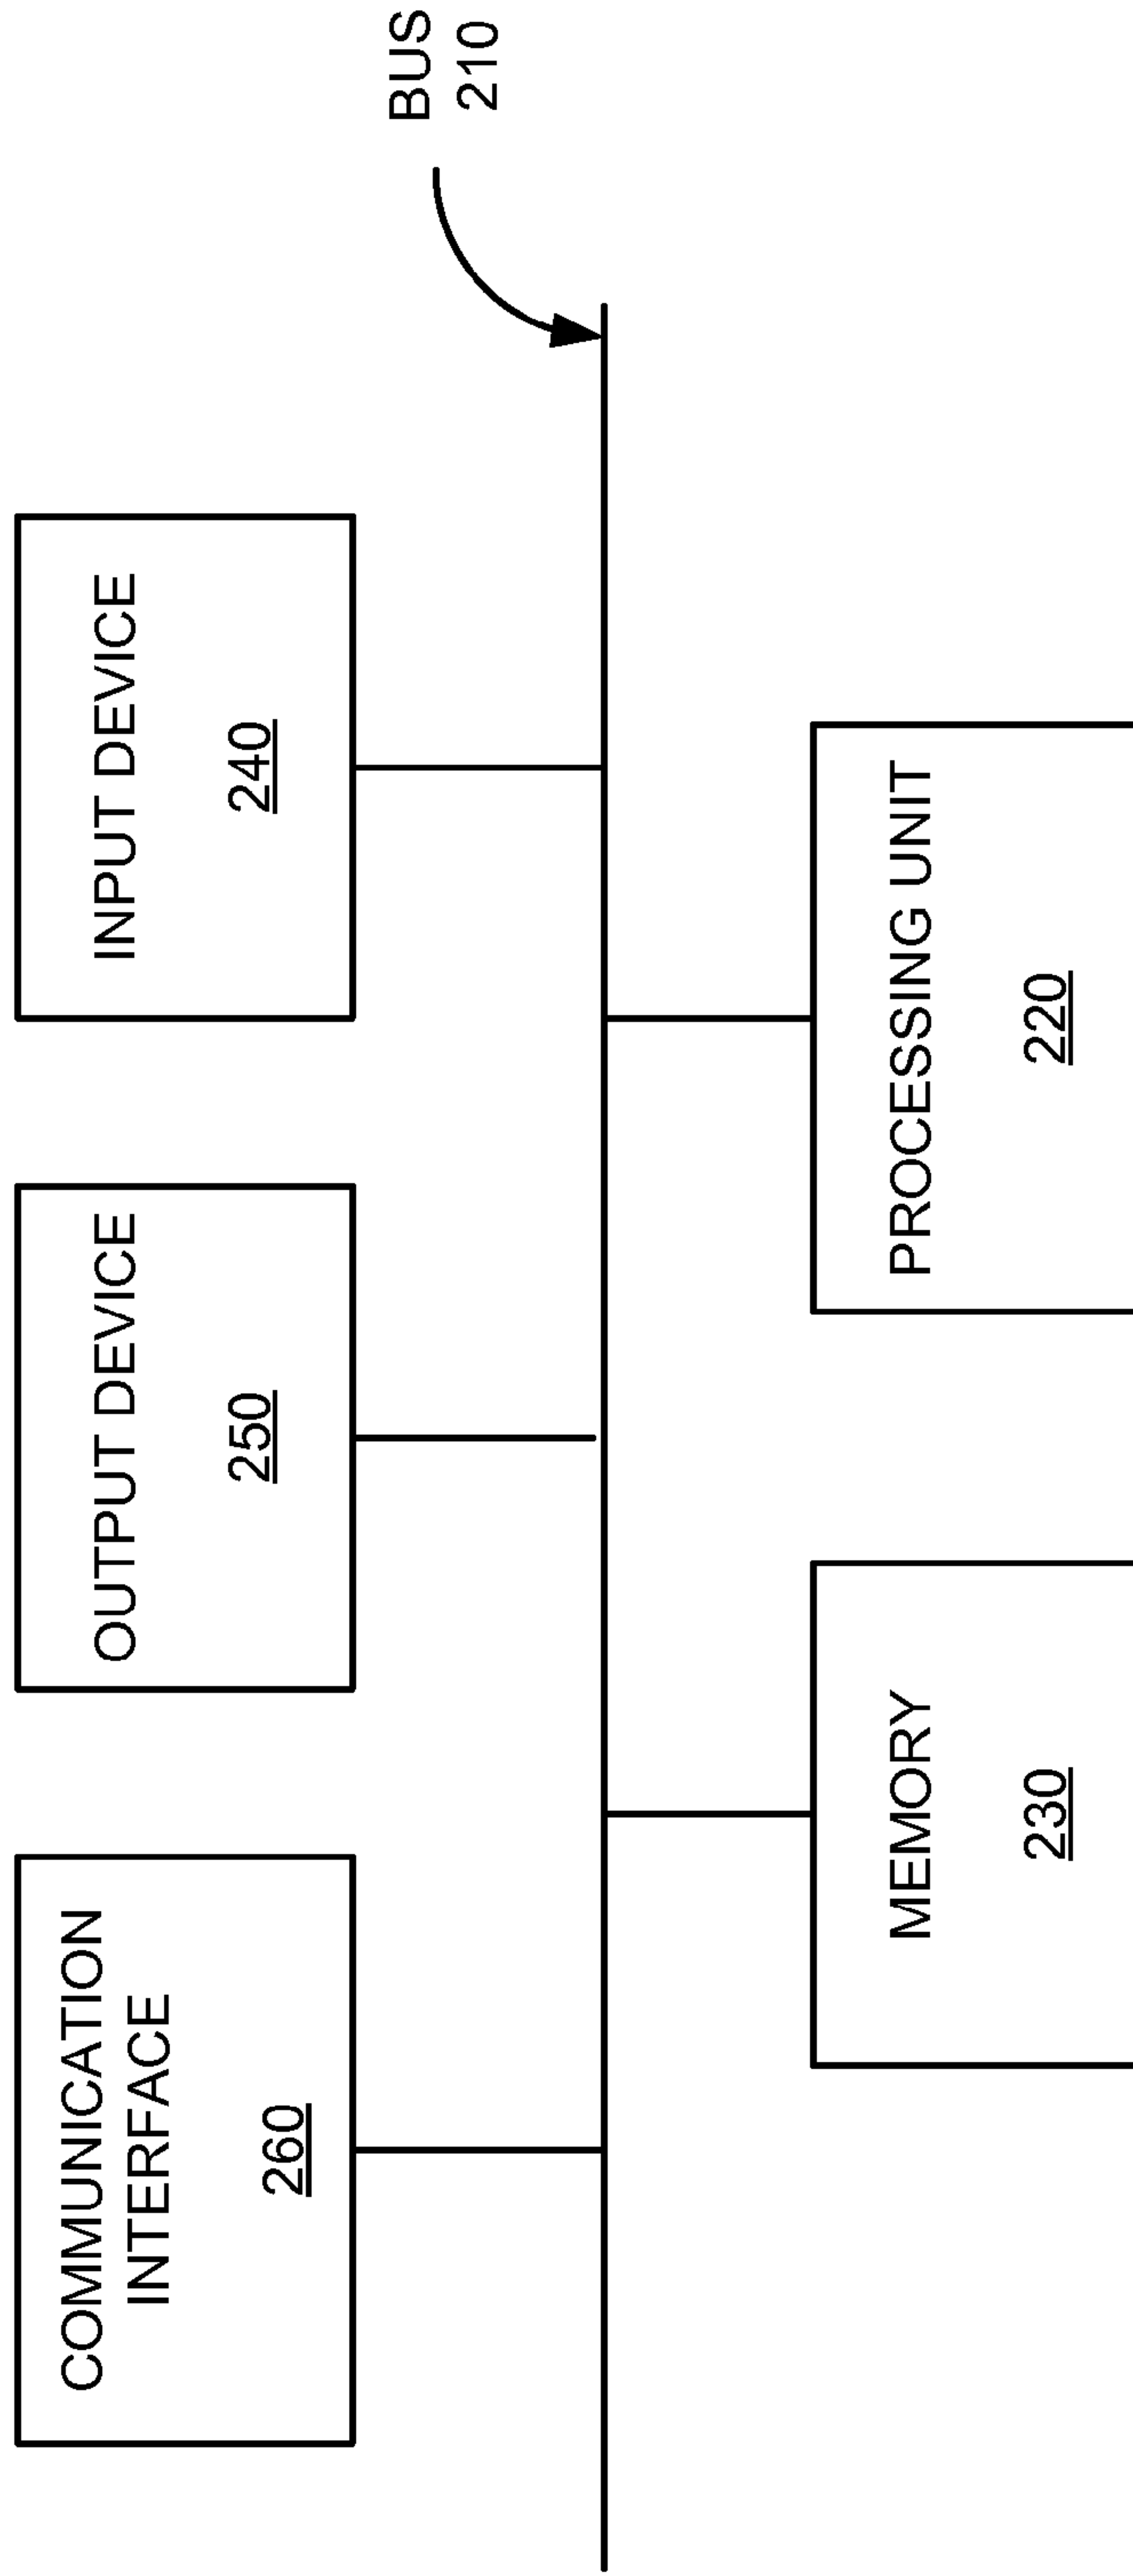 COMMUNICATION
INTERFACE
260
OUTPUT DEVICE
250
INPUT DEVICE
240
BUS
210
MEMORY
230
PROCESSING UNIT
220